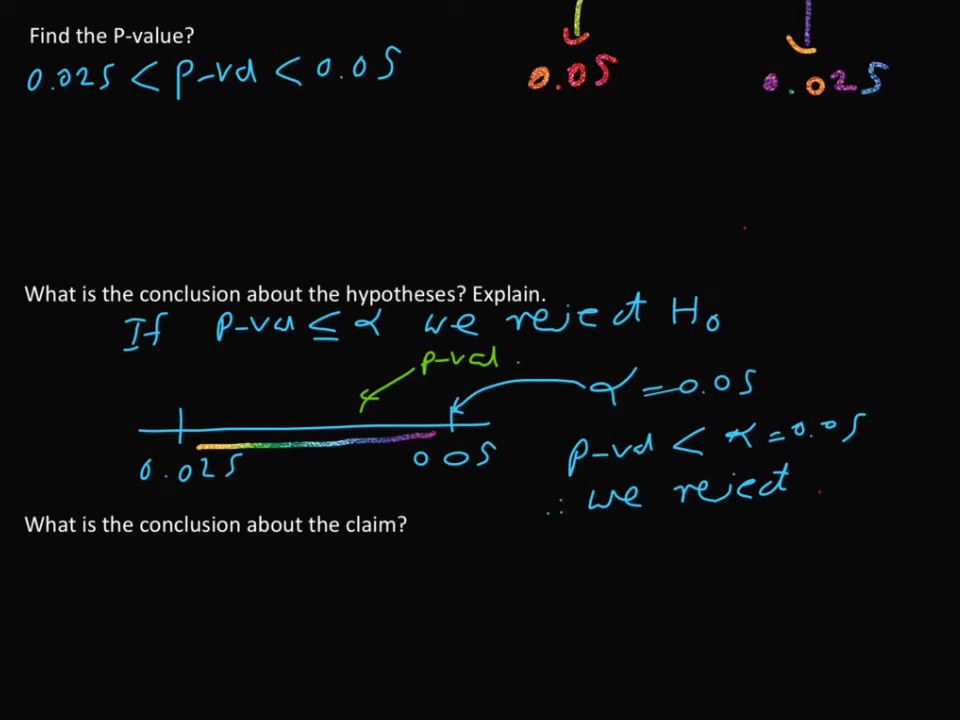 Find the P-value?
0.025 < p-val < 0.05
0.05
0.025
What is the conclusion about the hypotheses? Explain.
If p-val ≤ α we reject H₀
p-val
α = 0.05
0.025
0.05
p-val < α = 0.05
∴ we reject
What is the conclusion about the claim?